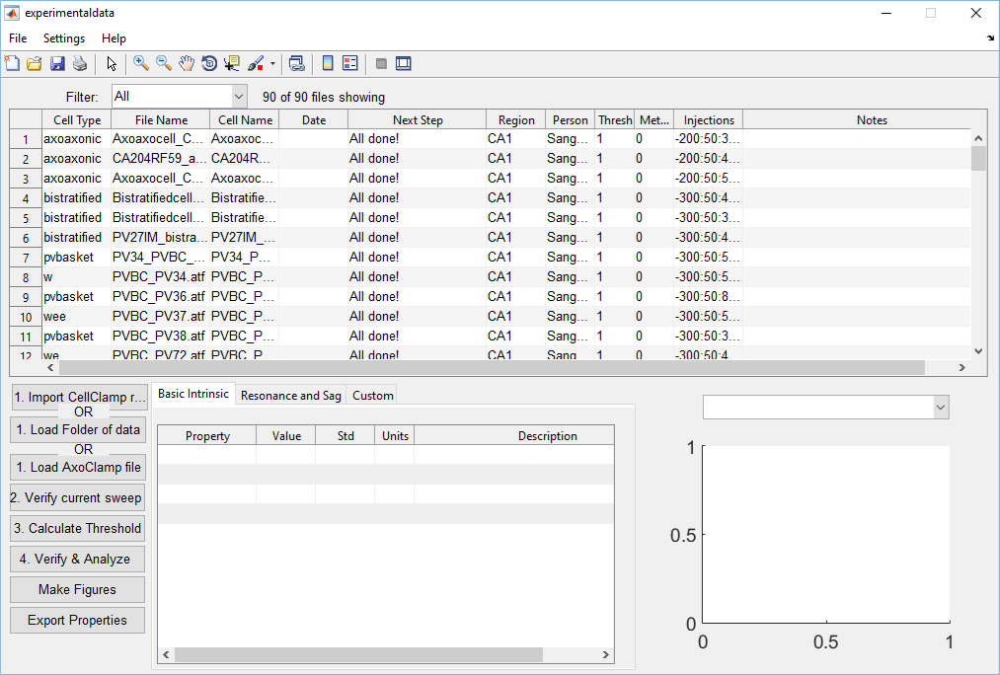 experimentaldata
File Settings Help
Filter: All 90 of 90 files showing
Cell Type File Name Cell Name Date Next Step Region Person Thresh Met... Injections Notes
1 axoaxonic Axoaxocell_C... Axoaxoc... All done! CA1 Sang... 1 0 -200:50:3...
2 axoaxonic CA204RF59_a... CA204R... All done! CA1 Sang... 1 0 -200:50:4...
3 axoaxonic Axoaxocell_C... Axoaxoc... All done! CA1 Sang... 1 0 -200:50:5...
4 bistratified Bistratifiedcell... Bistratifie... All done! CA1 Sang... 1 0 -300:50:4...
5 bistratified Bistratifiedcell... Bistratifie... All done! CA1 Sang... 1 0 -300:50:3...
6 bistratified PV27IM_bistra... PV27IM_... All done! CA1 Sang... 1 0 -300:50:4...
7 pvbasket PV34_PVBC_... PV34_P... All done! CA1 Sang... 1 0 -300:50:5...
8 w PVBC_PV34.atf PVBC_P... All done! CA1 Sang... 1 0 -300:50:5...
9 pvbasket PVBC_PV36.atf PVBC_P... All done! CA1 Sang... 1 0 -300:50:8...
10 wee PVBC_PV37.atf PVBC_P... All done! CA1 Sang... 1 0 -300:50:5...
11 pvbasket PVBC_PV38.atf PVBC_P... All done! CA1 Sang... 1 0 -300:50:3...
12 we PVBC_PV72.atf PVBC_P... All done! CA1 Sang... 1 0 -300:50:4...
1. Import CellClamp r...
OR
1. Load Folder of data
OR
1. Load AxoClamp file
2. Verify current sweep
3. Calculate Threshold
4. Verify & Analyze
Make Figures
Export Properties
Basic Intrinsic Resonance and Sag Custom
Property Value Std Units Description
1
0.5
0
0 0.5 1